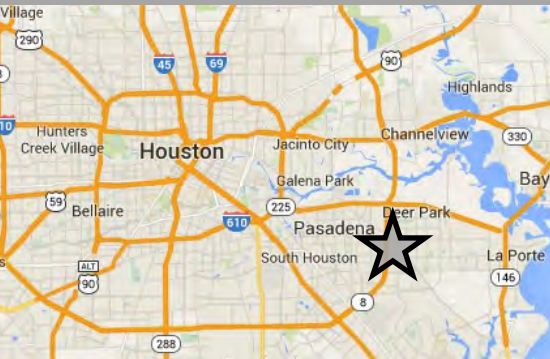 Village
290
45
69
90
Highlands
10
Hunters
Creek Village
Houston
Jacinto City
Channelview
330
Galena Park
Bay
59
Bellaire
610
225
Deer Park
Pasadena
South Houston
La Porte
ALT
90
146
8
288